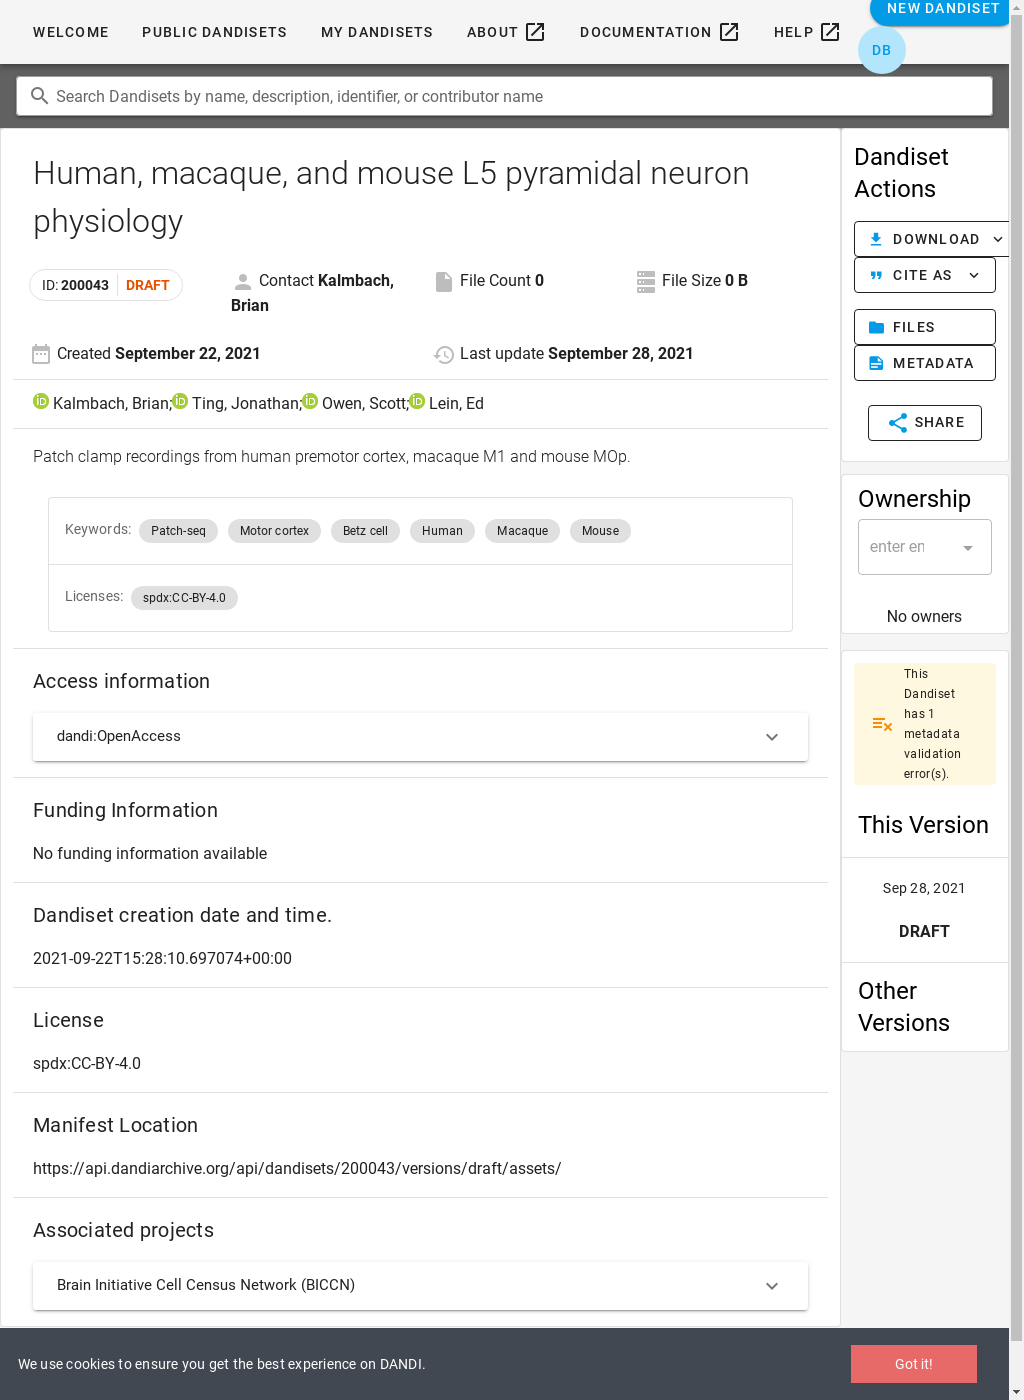 WELCOME PUBLIC DANDISETS MY DANDISETS ABOUT DOCUMENTATION HELP NEW DANDISET
DB
Search Dandisets by name, description, identifier, or contributor name
Human, macaque, and mouse L5 pyramidal neuron
physiology
ID: 200043 DRAFT
Contact Kalmbach,
Brian
File Count 0
File Size 0 B
Created September 22, 2021
Last update September 28, 2021
iD Kalmbach, Brian; iD Ting, Jonathan; iD Owen, Scott; iD Lein, Ed
Patch clamp recordings from human premotor cortex, macaque M1 and mouse MOp.
Keywords: Patch-seq Motor cortex Betz cell Human Macaque Mouse
Licenses: spdx:CC-BY-4.0
Access information
dandi:OpenAccess
Funding Information
No funding information available
Dandiset creation date and time.
2021-09-22T15:28:10.697074+00:00
License
spdx:CC-BY-4.0
Manifest Location
https://api.dandiarchive.org/api/dandisets/200043/versions/draft/assets/
Associated projects
Brain Initiative Cell Census Network (BICCN)
Dandiset
Actions
DOWNLOAD
CITE AS
FILES
METADATA
SHARE
Ownership
enter en
No owners
This
Dandiset
has 1
metadata
validation
error(s).
This Version
Sep 28, 2021
DRAFT
Other
Versions
We use cookies to ensure you get the best experience on DANDI.
Got it!